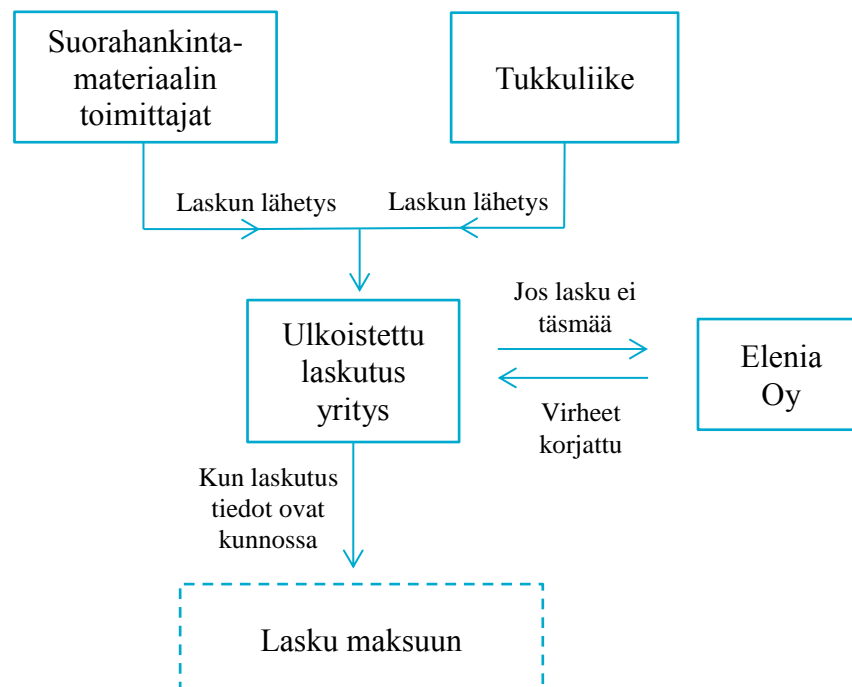 Suorahankinta-
materiaalin
toimittajat
Tukkuliike
Laskun lähetys
Laskun lähetys
Ulkoistettu
laskutus
yritys
Jos lasku ei
täsmää
Elenia
Oy
Virheet
korjattu
Kun laskutus
tiedot ovat
kunnossa
Lasku maksuun